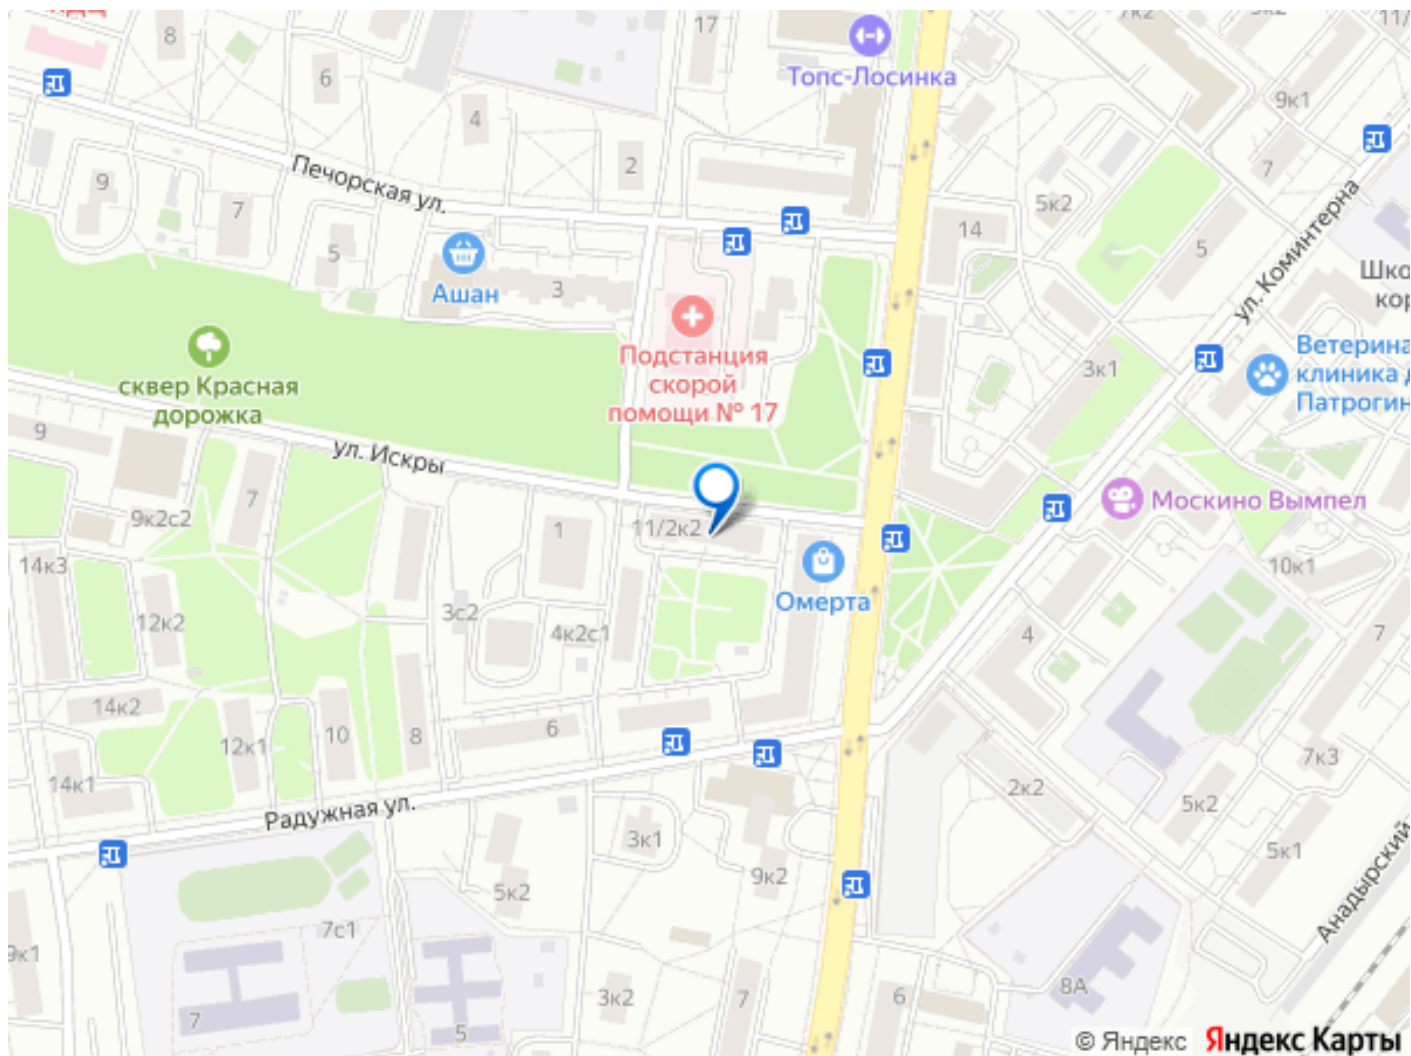 17
7к2
8
6
4
2
Топс-Лосинка
9к1
7
Печорская ул.
9
7
5
Ашан
3
14
5к2
5
ул. Коминтерна
Подстанция
скорой
помощи № 17
сквер Красная
дорожка
3к1
Ветерина
клиника д
Патрогин
9
ул. Искры
7
9к2с2
1
11/2к2
Москино Вымпел
14к3
12к2
3с2
4к2с1
Омерта
10к1
4
7
14к2
12к1
10
8
6
14к1
Радужная ул.
3к1
9к2
5к2
7с1
2к2
7к3
5к2
5к1
Анадырский
9к1
7
5
3к2
7
6
8А
© Яндекс Яндекс Карты